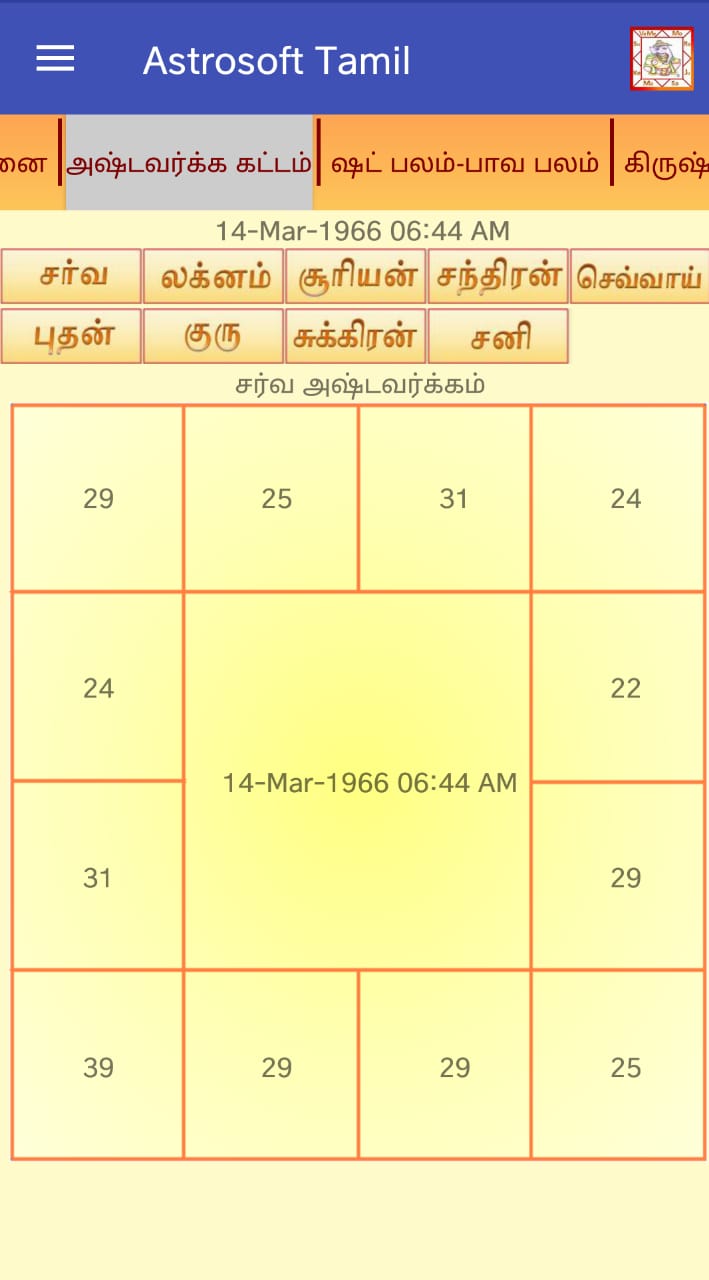 Astrosoft Tamil
னை அஷ்டவர்க்க கட்டம் ஷட் பலம்-பாவ பலம் கிருஷ்
14-Mar-1966 06:44 AM
சர்வ லக்னம் சூரியன் சந்திரன் செவ்வாய்
புதன் குரு சுக்கிரன் சனி
சர்வ அஷ்டவர்க்கம்
29 25 31 24
24 22
14-Mar-1966 06:44 AM
31 29
39 29 29 25